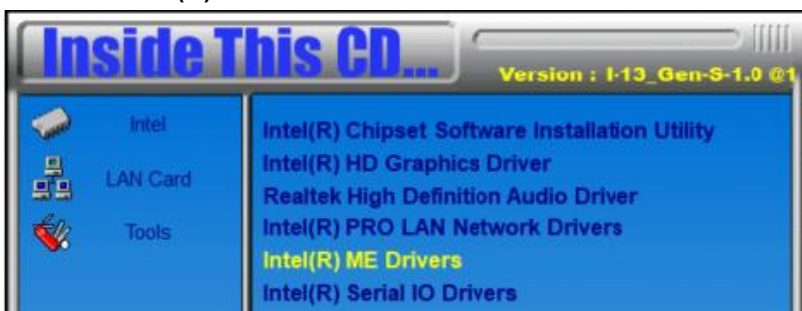 Inside This CD...
Version : I-13_Gen-S-1.0 @1
Intel
LAN Card
Tools
Intel(R) Chipset Software Installation Utility
Intel(R) HD Graphics Driver
Realtek High Definition Audio Driver
Intel(R) PRO LAN Network Drivers
Intel(R) ME Drivers
Intel(R) Serial IO Drivers